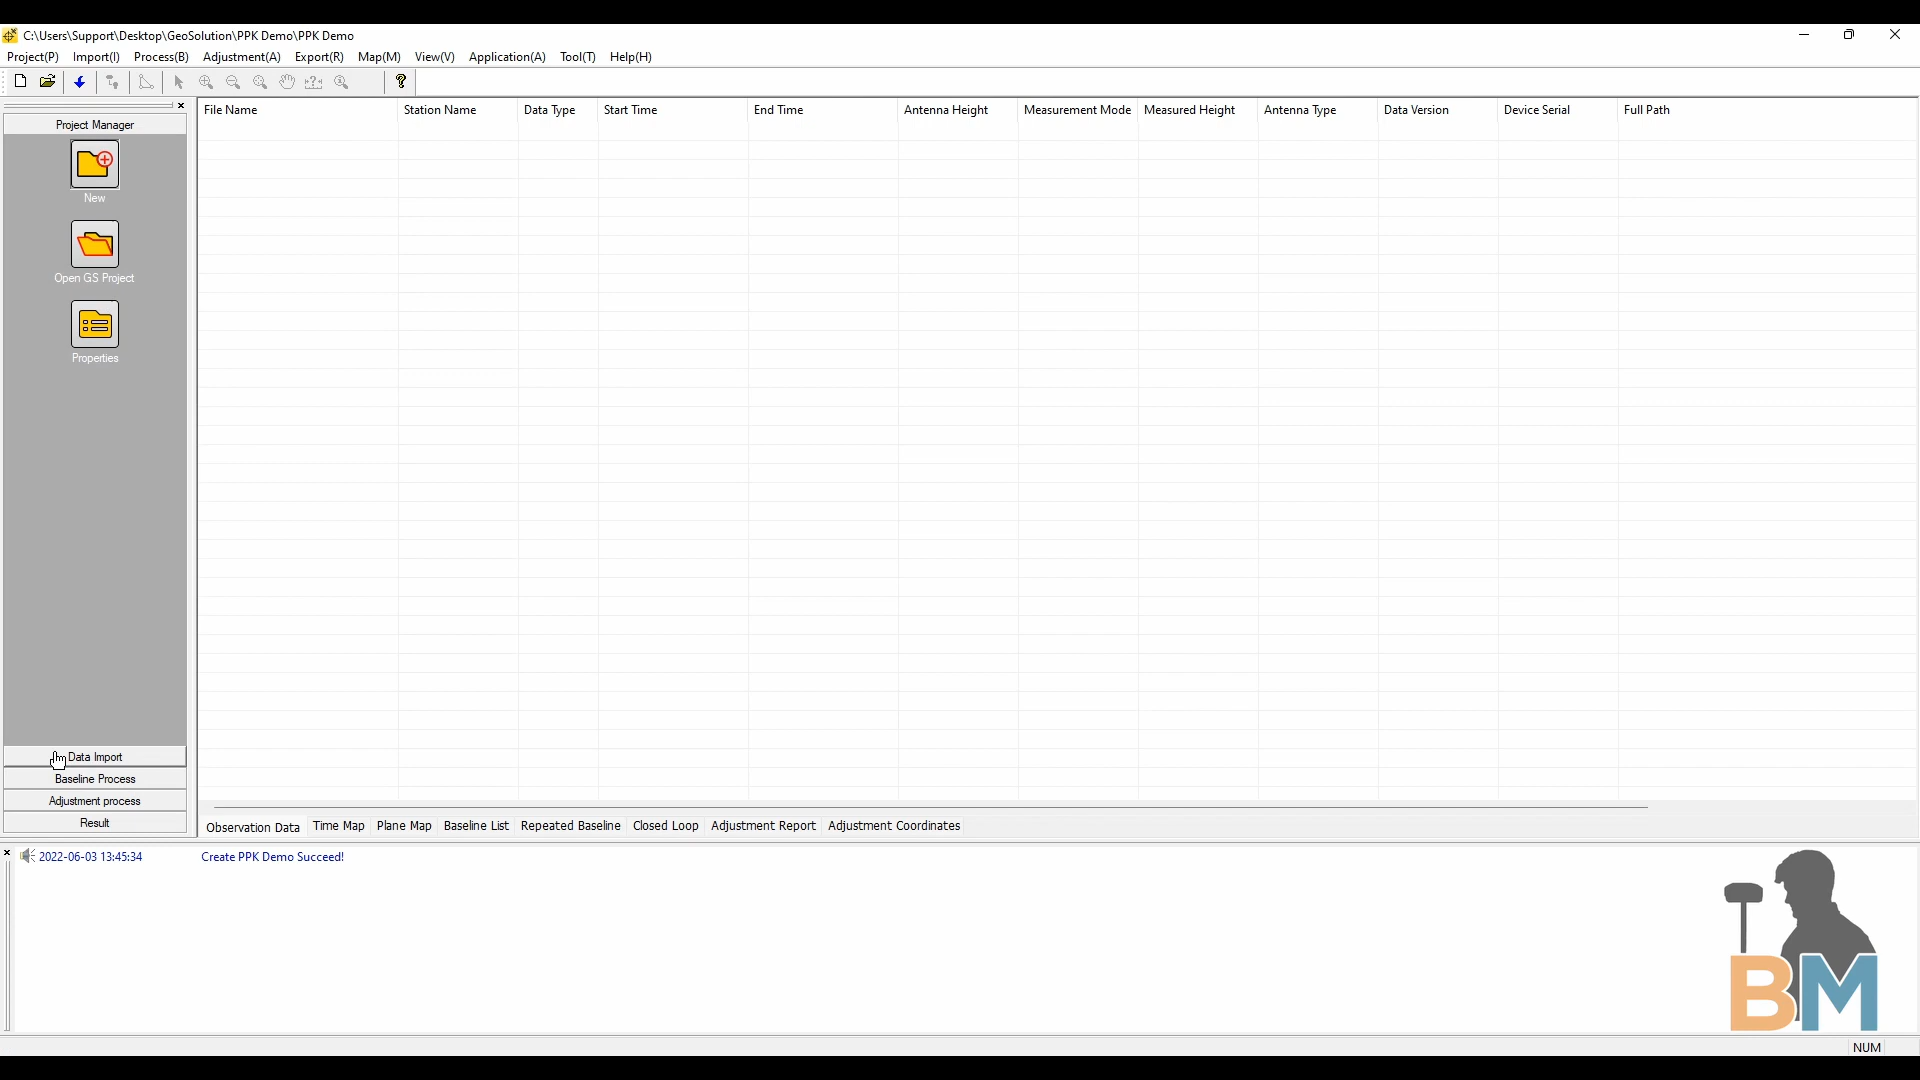 C:\Users\Support\Desktop\GeoSolution\PPK Demo\PPK Demo
Project(P) Import(I) Process(B) Adjustment(A) Export(R) Map(M) View(V) Application(A) Tool(T) Help(H)
Project Manager
New
Open GS Project
Properties
Data Import
Baseline Process
Adjustment process
Result
File Name Station Name Data Type Start Time End Time Antenna Height Measurement Mode Measured Height Antenna Type Data Version Device Serial Full Path
Observation Data Time Map Plane Map Baseline List Repeated Baseline Closed Loop Adjustment Report Adjustment Coordinates
2022-06-03 13:45:34 Create PPK Demo Succeed!
BM
NUM